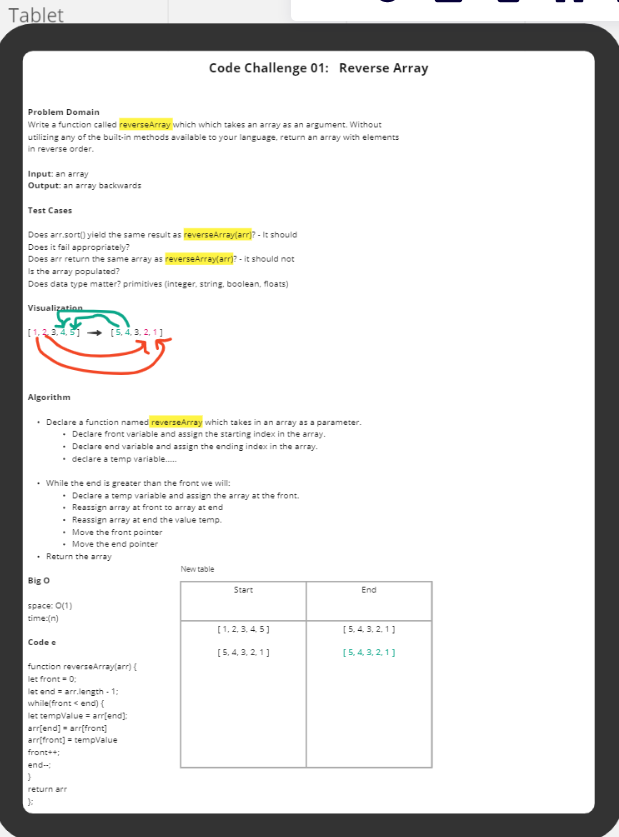 Tablet
Code Challenge 01: Reverse Array
Problem Domain
Write a function called reverseArray which which takes an array as an argument. Without
utilizing any of the built-in methods available to your language, return an array with elements
in reverse order.
Input: an array
Output: an array backwards
Test Cases
Does arr.sort() yield the same result as reverseArray(arr)? - It should
Does it fail appropriately?
Does arr return the same array as reverseArray(arr)? - it should not
Is the array populated?
Does data type matter? primitives (integer, string, boolean, floats)
Visualization
[ 1, 2, 3, 4, 5 ] → [ 5, 4, 3, 2, 1 ]
Algorithm
• Declare a function named reverseArray which takes in an array as a parameter.
• Declare front variable and assign the starting index in the array.
• Declare end variable and assign the ending index in the array.
• declare a temp variable.....
• While the end is greater than the front we will:
• Declare a temp variable and assign the array at the front.
• Reassign array at front to array at end
• Reassign array at end the value temp.
• Move the front pointer
• Move the end pointer
• Return the array
Big O
space: O(1)
time:(n)
Code e
function reverseArray(arr) {
let front = 0;
let end = arr.length - 1;
while(front < end) {
let tempValue = arr[end];
arr[end] = arr[front]
arr[front] = tempValue
front++;
end--;
}
return arr
};
New table
Start End
[ 1, 2, 3, 4, 5 ] [ 5, 4, 3, 2, 1 ]
[ 5, 4, 3, 2, 1 ] [ 5, 4, 3, 2, 1 ]